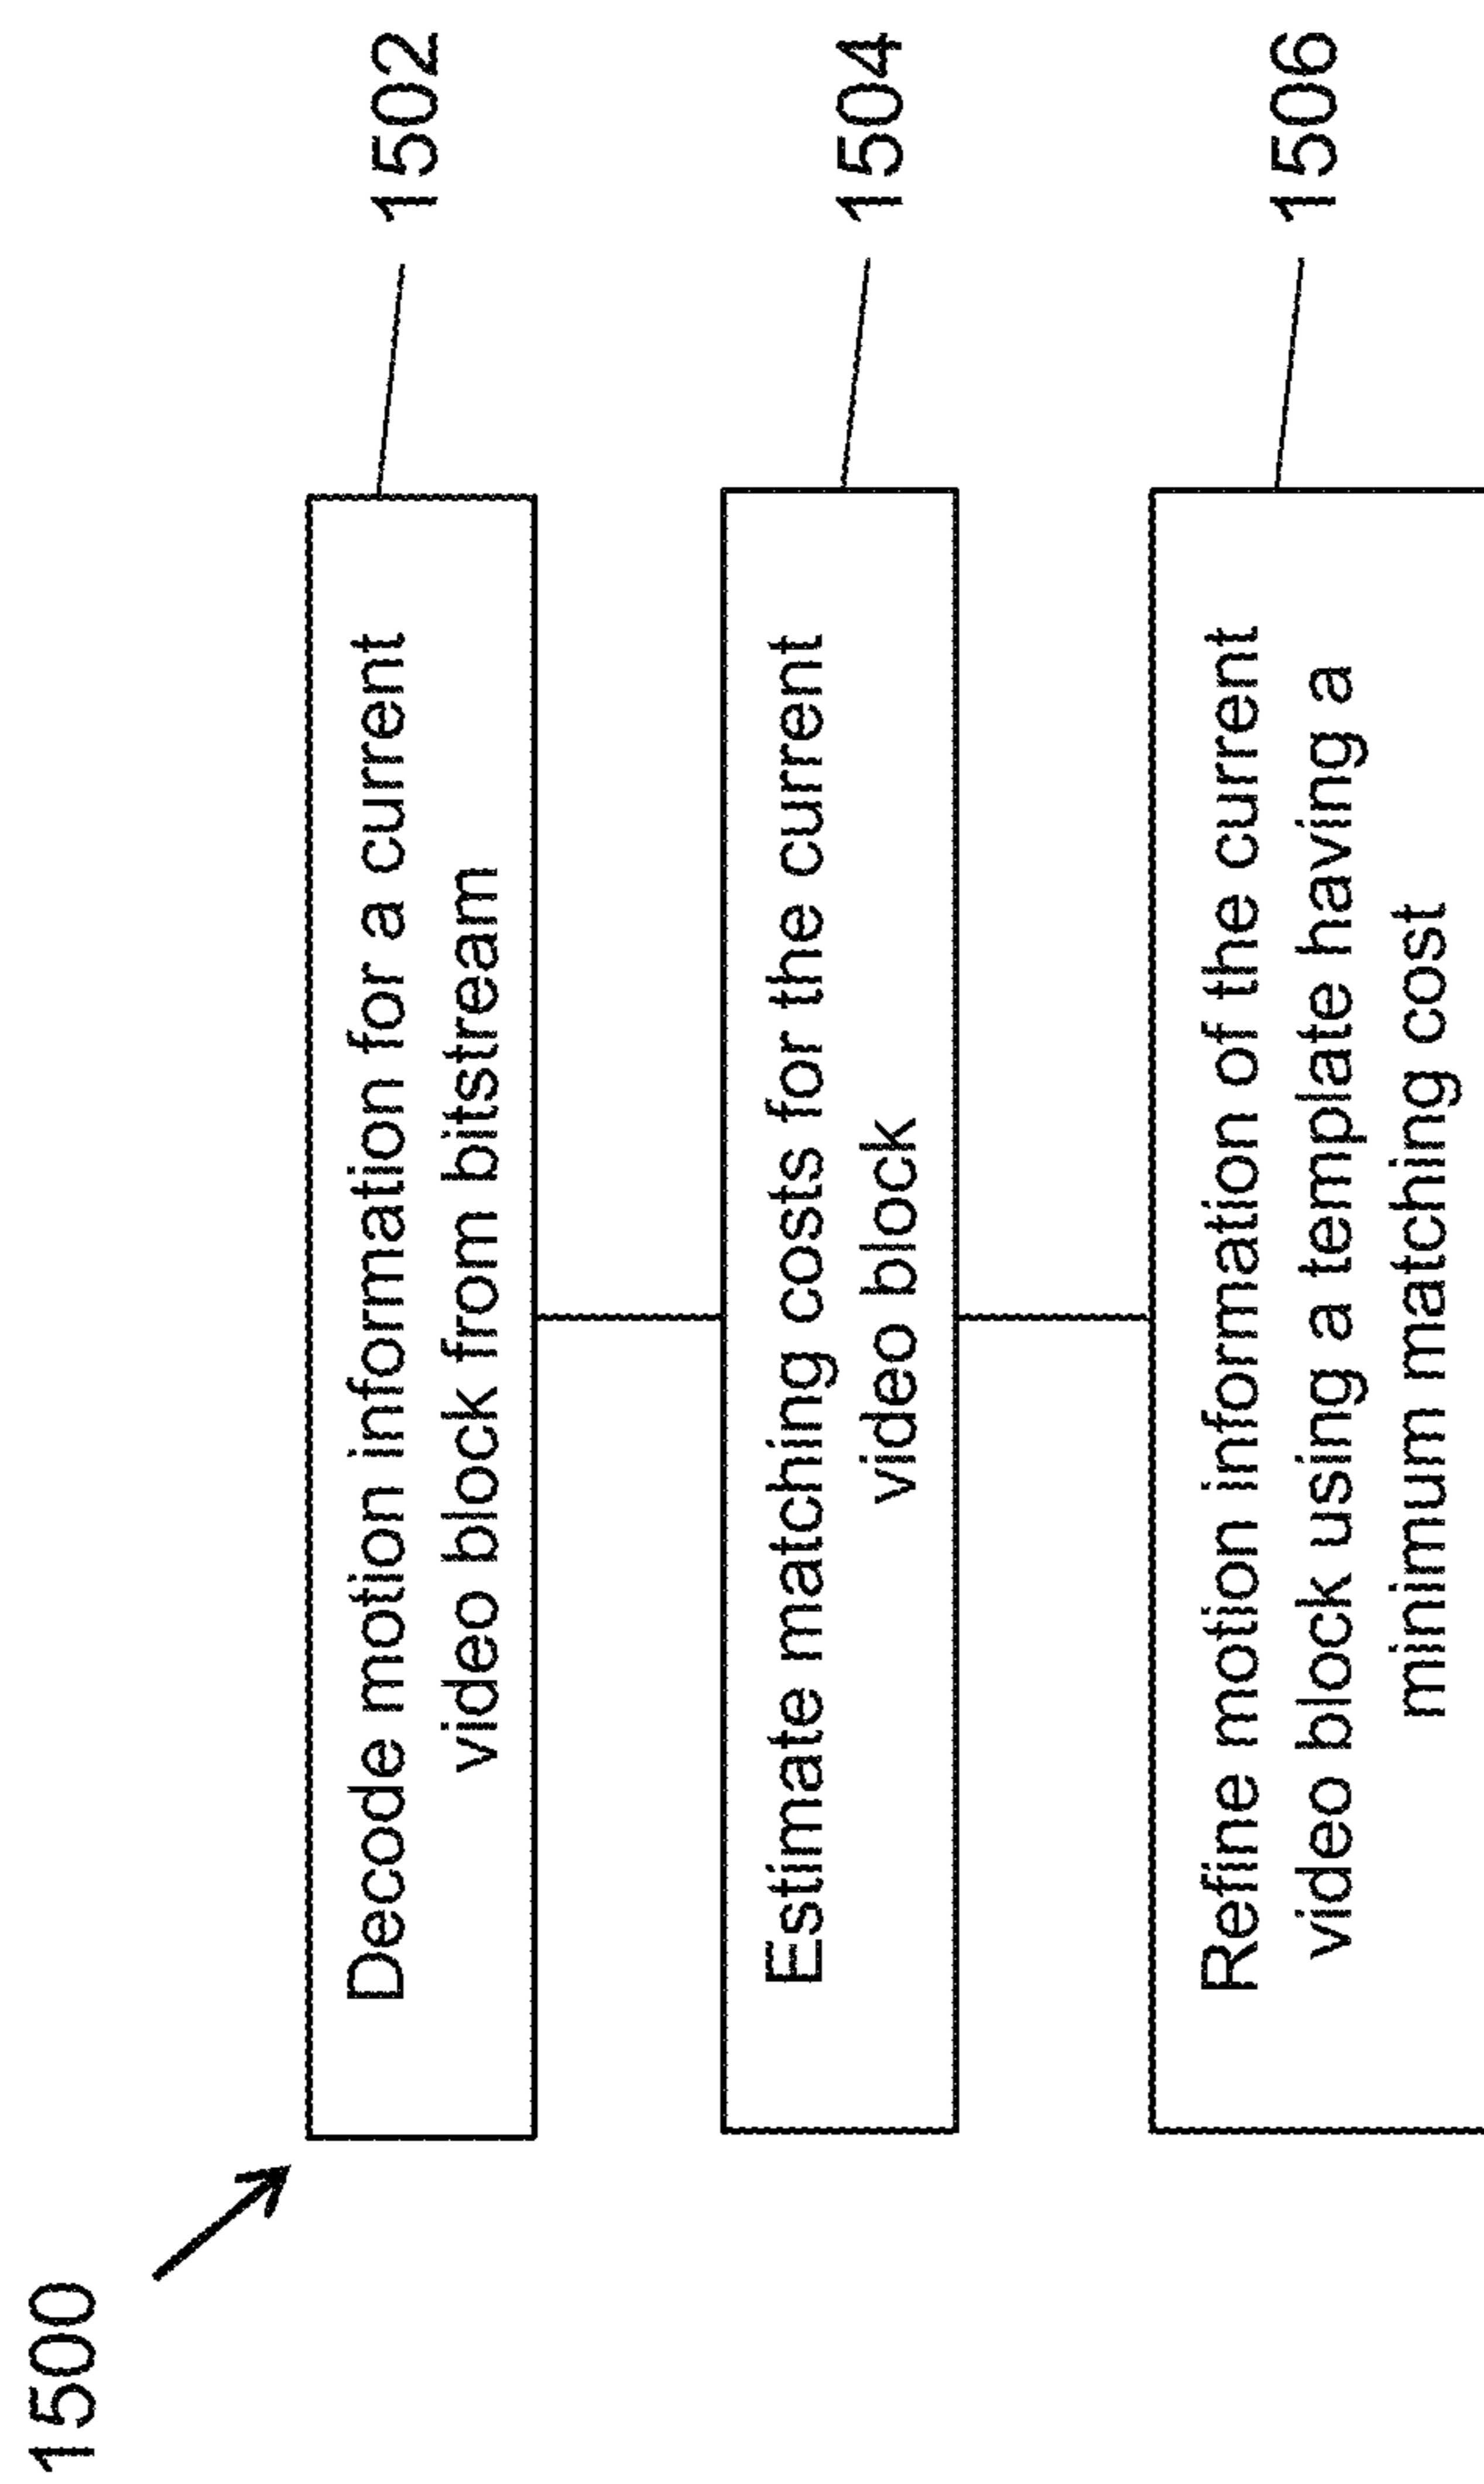 1500
Decode motion information for a current
video block from bitstream
1502
Estimate matching costs for the current
video block
1504
Refine motion information of the current
video block using a template having a
minimum matching cost
1506